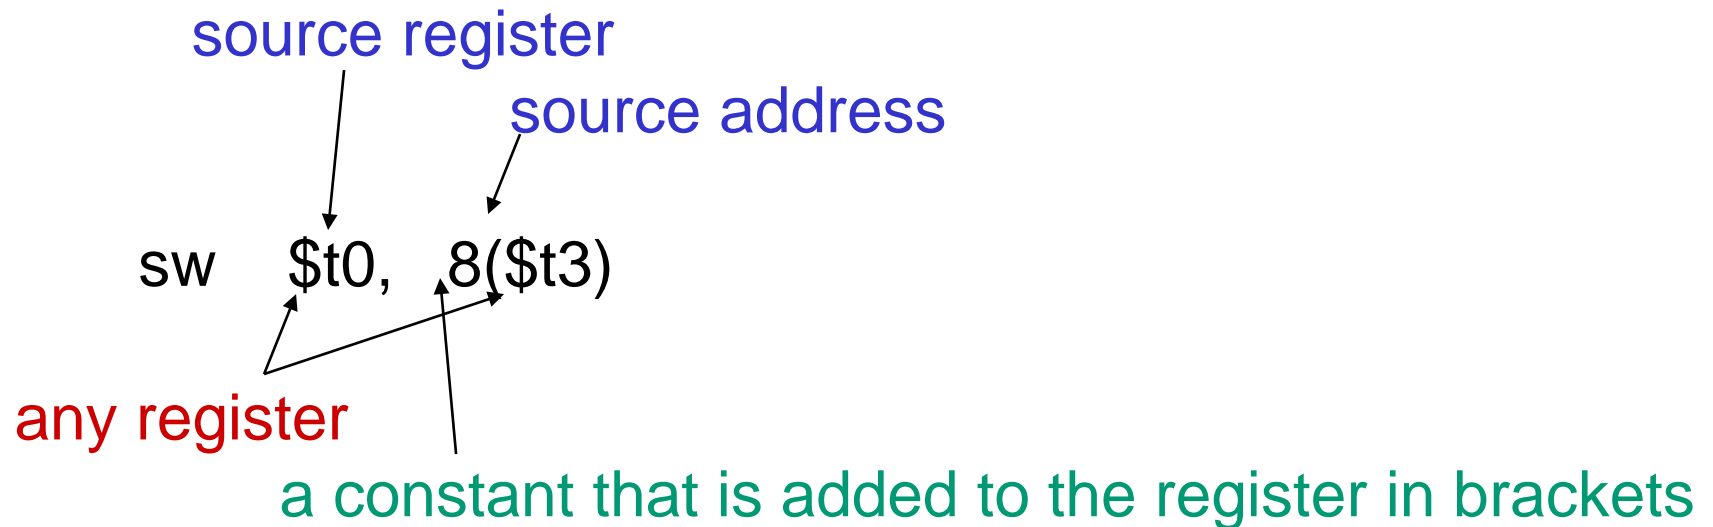 source register
source address
sw $t0, 8($t3)
any register
a constant that is added to the register in brackets